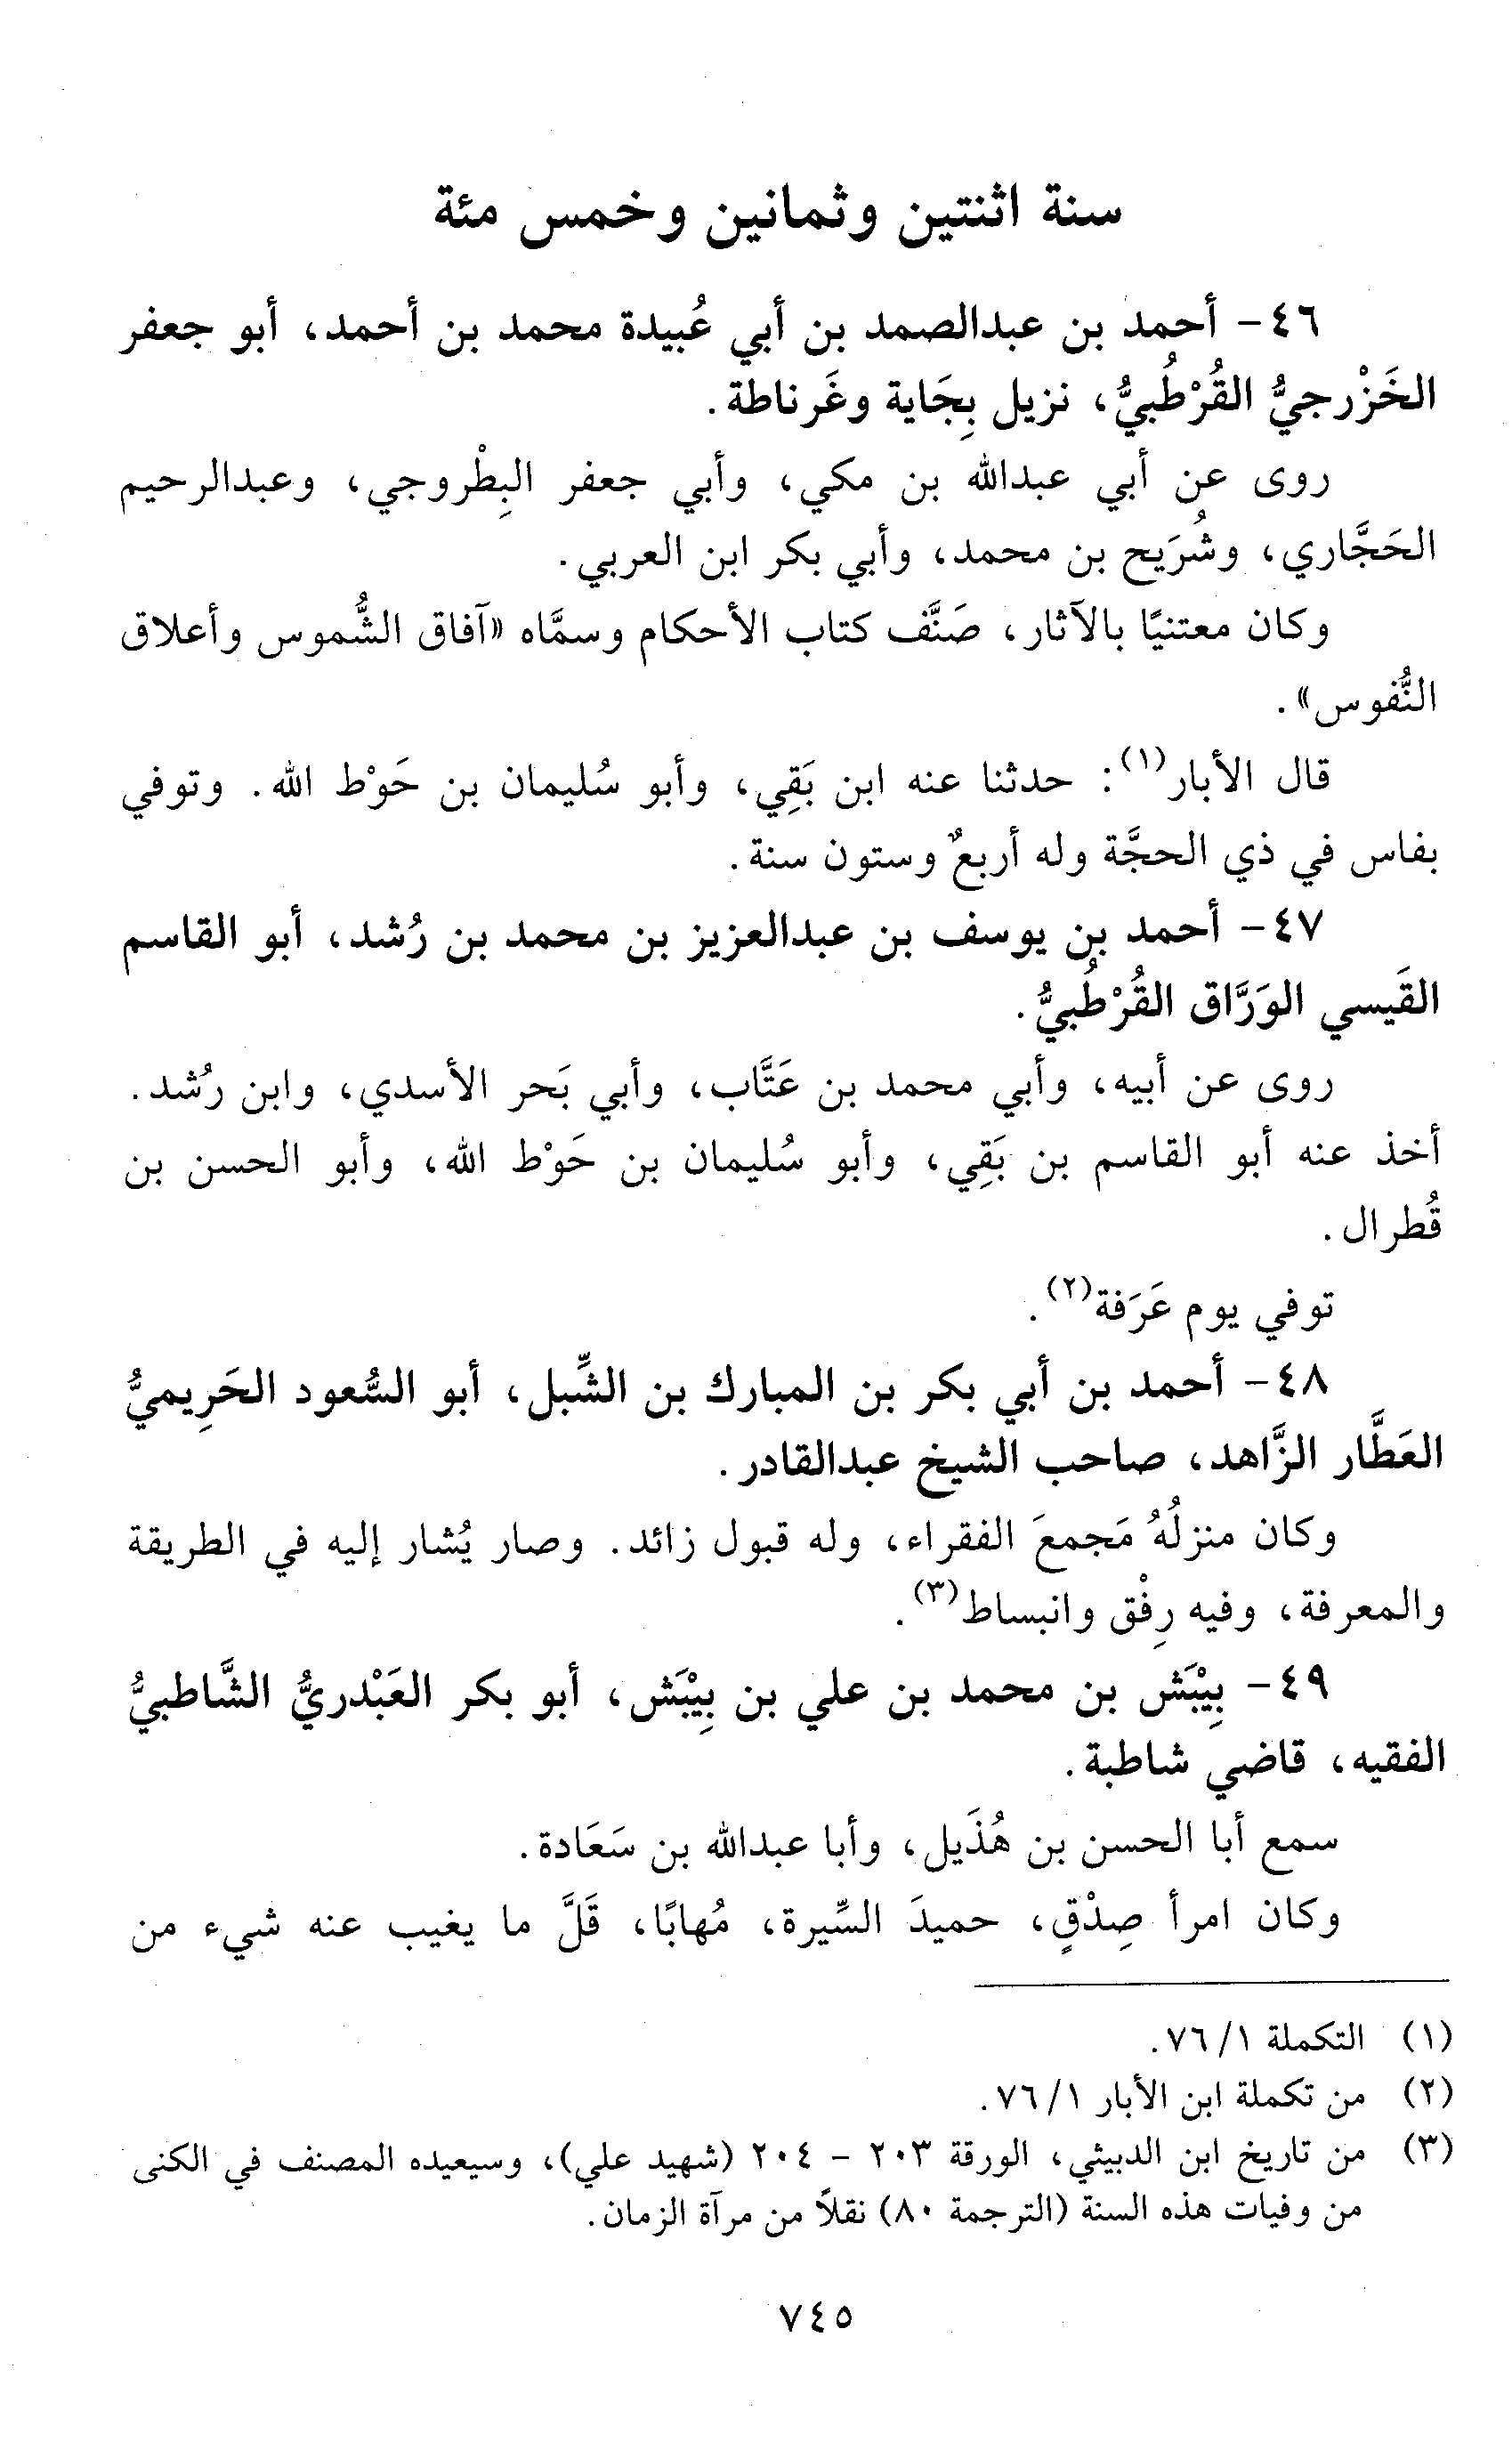 سنة اثنتين وثمانين وخمس مئة
٤٦- أحمد بن عبدالصمد بن أبي عُبيدة محمد بن أحمد، أبو جعفر
الخَزْرجيُّ القُرْطُبيُّ، نزيل بِجَاية وغَرناطة.
روى عن أبي عبدالله بن مكي، وأبي جعفر البِطْروجي، وعبدالرحيم
الحَجَّاري، وشُرَيح بن محمد، وأبي بكر ابن العربي.
وكان معتنيًا بالآثار، صَنَّف كتاب الأحكام وسمَّاه «آفاق الشُّموس وأعلاق
النُّفوس».
قال الأبار(١): حدثنا عنه ابن بَقِي، وأبو سُليمان بن حَوْط الله. وتوفي
بفاس في ذي الحجَّة وله أربعٌ وستون سنة.
٤٧- أحمد بن يوسف بن عبدالعزيز بن محمد بن رُشد، أبو القاسم
القَيسي الوَرَّاق القُرْطُبيُّ.
روى عن أبيه، وأبي محمد بن عَتَّاب، وأبي بَحر الأسدي، وابن رُشد.
أخذ عنه أبو القاسم بن بَقِي، وأبو سُليمان بن حَوْط الله، وأبو الحسن بن
قُطرال.
توفي يوم عَرَفة(٢).
٤٨- أحمد بن أبي بكر بن المبارك بن الشِّبل، أبو السُّعود الحَرِيميُّ
العَطَّار الزَّاهد، صاحب الشيخ عبدالقادر.
وكان منزلُهُ مَجمعَ الفقراء، وله قبول زائد. وصار يُشار إليه في الطريقة
والمعرفة، وفيه رِفْق وانبساط(٣).
٤٩- بِيْبَش بن محمد بن علي بن بِيْبَش، أبو بكر العَبْدريُّ الشَّاطبيُّ
الفقيه، قاضي شاطبة.
سمع أبا الحسن بن هُذَيل، وأبا عبدالله بن سَعَادة.
وكان امرأ صِدْقٍ، حميدَ السِّيرة، مُهابًا، قَلَّ ما يغيب عنه شيء من
(١) التكملة ١/ ٧٦.
(٢) من تكملة ابن الأبار ١/ ٧٦.
(٣) من تاريخ ابن الدبيثي، الورقة ٢٠٣ - ٢٠٤ (شهيد علي)، وسيعيده المصنف في الكنى
من وفيات هذه السنة (الترجمة ٨٠) نقلاً من مرآة الزمان.
٧٤٥